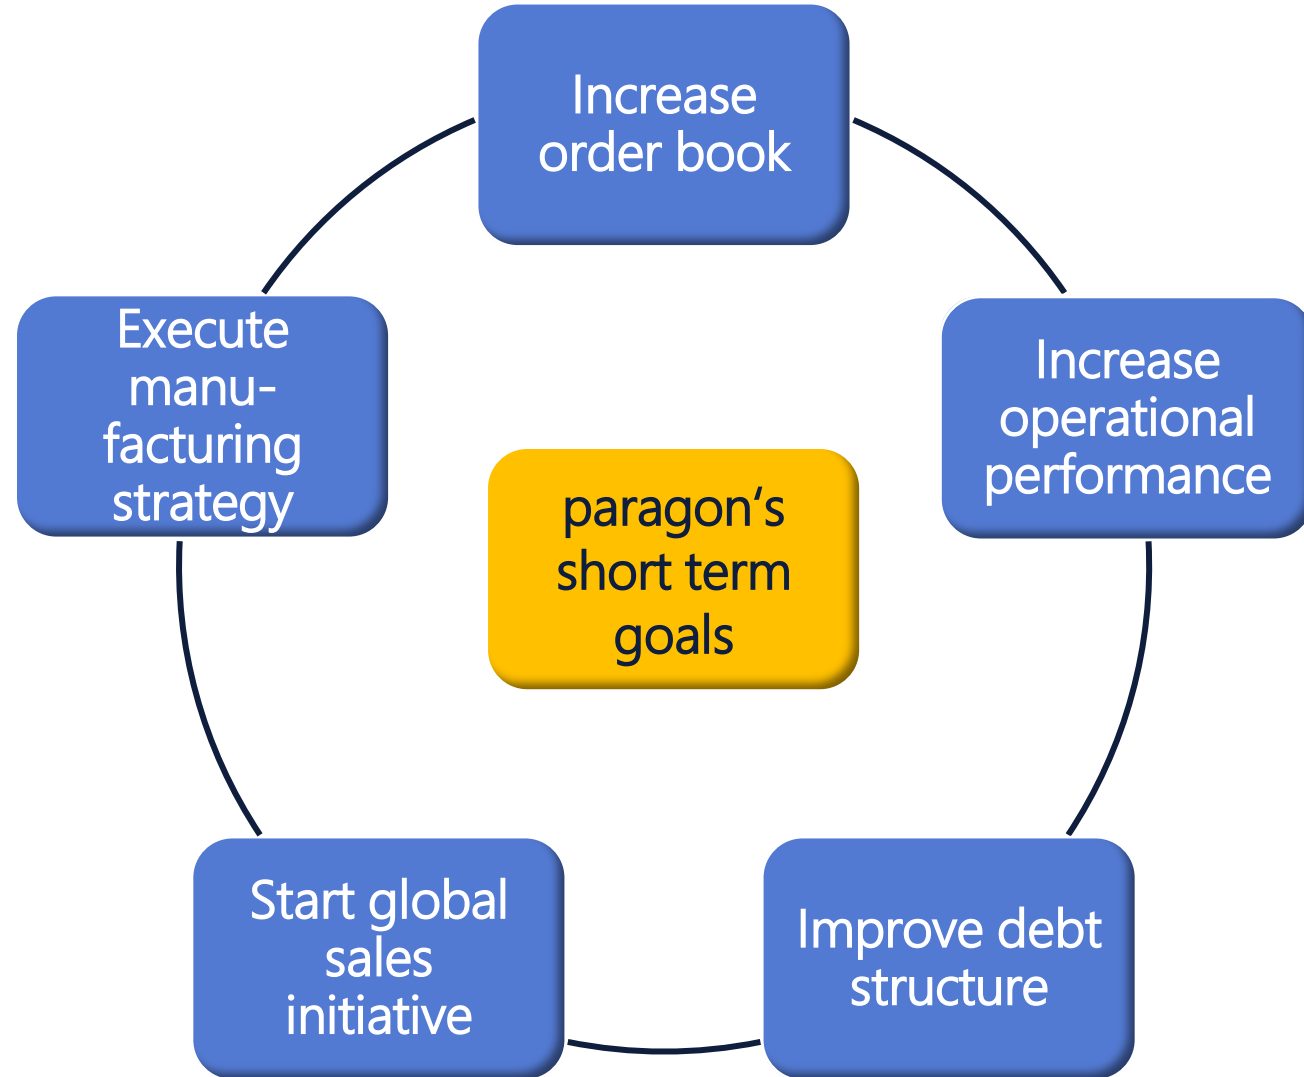 Increase
order book
Increase
operational
performance
Improve debt
structure
Start global
sales
initiative
Execute
manu-
facturing
strategy
paragon‘s
short term
goals